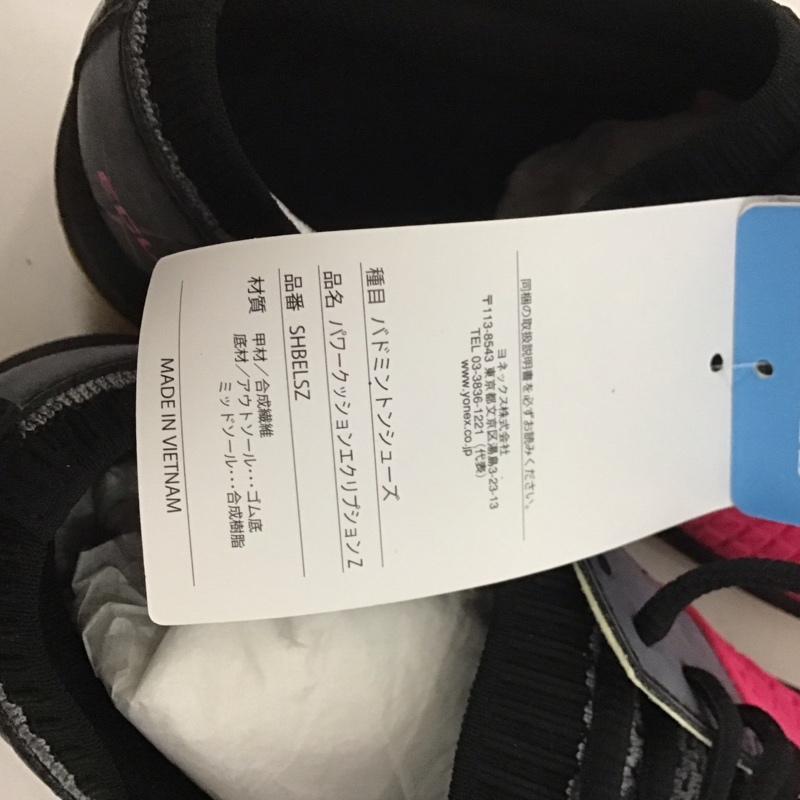 種目 バドミントンシューズ
品名 パワークッションエクリプションZ
品番 SHBELSZ
材質 甲材/合成繊維
底材/アウトソール･･･ゴム底
ミッドソール･･･合成樹脂
MADE IN VIETNAM
同梱の取扱説明書を必ずお読みください。
ヨネックス株式会社
〒113-8543 東京都文京区湯島3-23-13
TEL 03-3836-1221 (代表)
www.yonex.co.jp